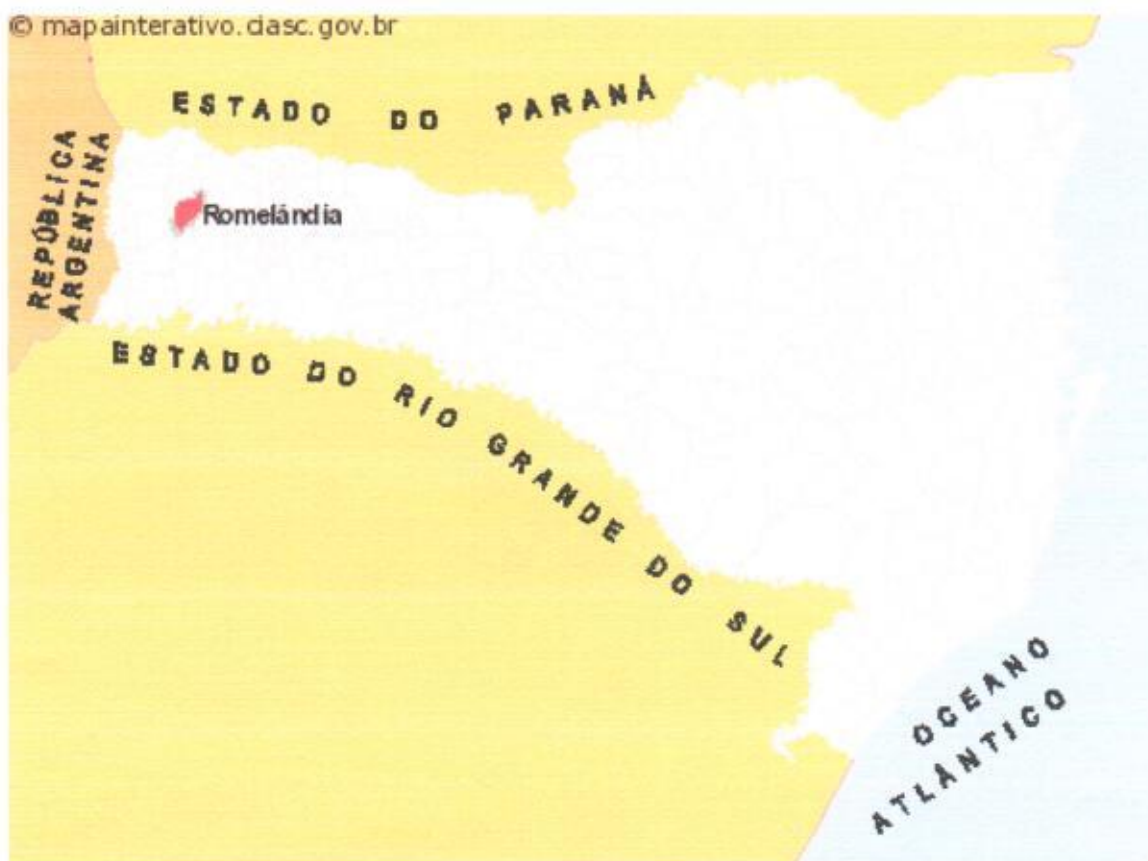 © mapainterativo.ciasc.gov.br
ESTADO DO PARANÁ
REPÚBLICA
ARGENTINA
Romelândia
ESTADO DO RIO GRANDE DO SUL
OCEANO
ATLÂNTICO